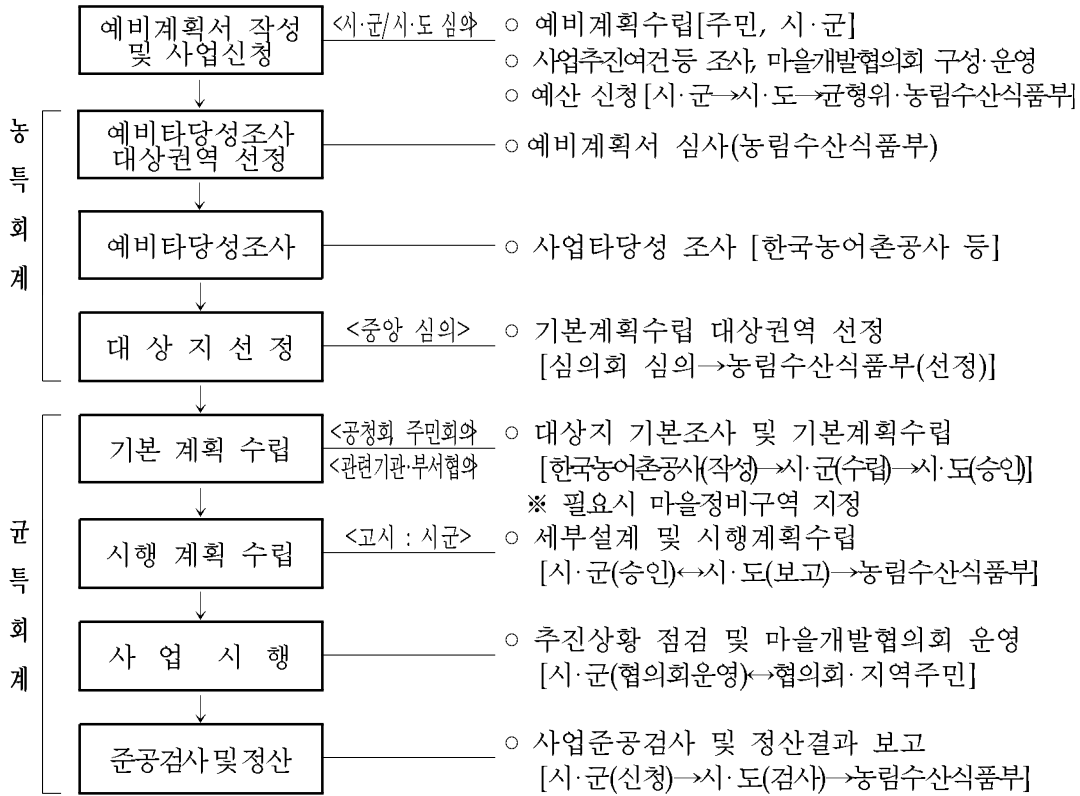 예비계획서 작성 <시·군/시·도 심의> ○ 예비계획수립[주민, 시·군]
및 사업신청
○ 사업추진여건등 조사, 마을개발협의회 구성·운영
○ 예산 신청[시·군→시·도→균형위·농림수산식품부]
농특회계
예비타당성조사
대상권역 선정 ○ 예비계획서 심사(농림수산식품부)
예비타당성조사 ○ 사업타당성 조사 [한국농어촌공사 등]
대 상 지 선 정 <중앙 심의> ○ 기본계획수립 대상권역 선정
[심의회 심의→농림수산식품부(선정)]
균특회계
기본 계획 수립 <공청회 주민회의> ○ 대상지 기본조사 및 기본계획수립
<관련기관·부서협의> [한국농어촌공사(작성)→시·군(수립)→시·도(승인)]
※ 필요시 마을정비구역 지정
시행 계획 수립 <고시 : 시군> ○ 세부설계 및 시행계획수립
[시·군(승인)↔시·도(보고)→농림수산식품부]
사 업 시 행 ○ 추진상황 점검 및 마을개발협의회 운영
[시·군(협의회운영)↔협의회·지역주민]
준공검사및정산 ○ 사업준공검사 및 정산결과 보고
[시·군(신청)→시·도(검사)→농림수산식품부]